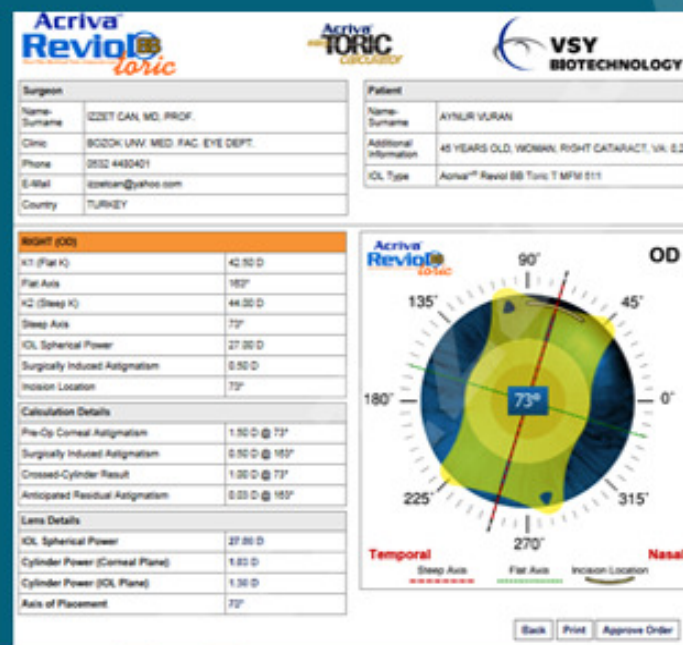 Acriva
Reviol BB
toric
Acriva
TORIC
calculator
VSY
BIOTECHNOLOGY
Surgeon
Name-Surname IZZET CAN, MD, PROF.
Clinic BOZOK UNV. MED. FAC. EYE DEPT.
Phone 0532 4480401
E-Mail izzetcan@yahoo.com
Country TURKEY
Patient
Name-Surname AYNUR VURAN
Additional Information 45 YEARS OLD, WOMAN, RIGHT CATARACT, VA:
IOL Type Acriva Reviol BB Toric T MFM 611
RIGHT (OD)
K1 (Flat K) 42.50 D
Flat Axis 163°
K2 (Steep K) 44.00 D
Steep Axis 73°
IOL Spherical Power 27.00 D
Surgically Induced Astigmatism 0.50 D
Incision Location 73°
Calculation Details
Pre-Op Corneal Astigmatism 1.50 D @ 73°
Surgically Induced Astigmatism 0.50 D @ 163°
Crossed-Cylinder Result 1.00 D @ 73°
Anticipated Residual Astigmatism 0.03 D @ 163°
Lens Details
IOL Spherical Power 27.00 D
Cylinder Power (Corneal Plane) 1.03 D
Cylinder Power (IOL Plane) 1.50 D
Axis of Placement 73°
Acriva
Reviol BB
toric
OD
90°
135°
45°
180°
73°
0°
225°
315°
270°
Temporal
Nasal
Steep Axis
Flat Axis
Incision Location
Back
Print
Approve Order